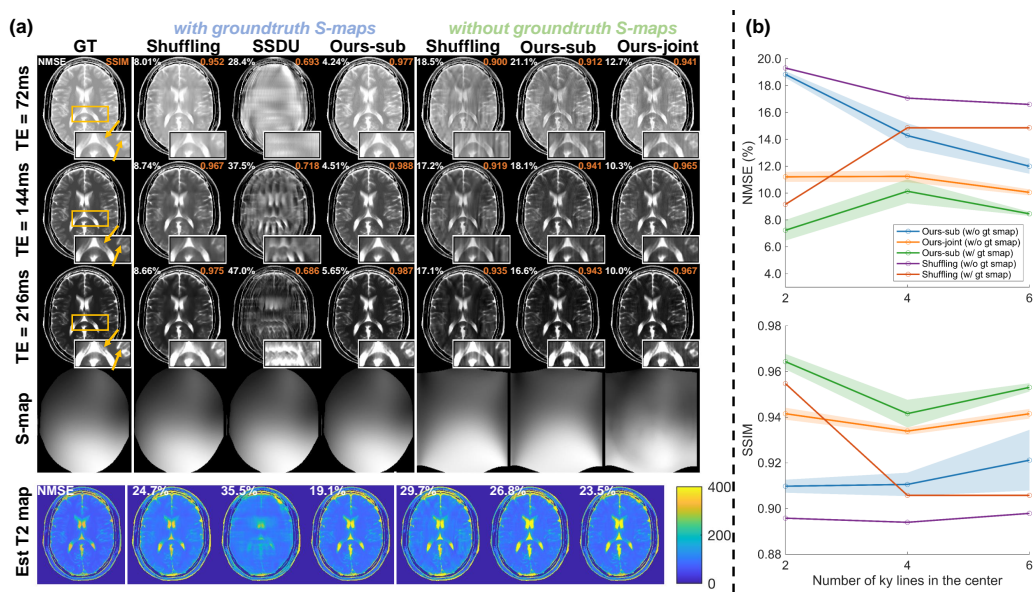 (a)
with groundtruth S-maps
without groundtruth S-maps
GT
Shuffling
SSDU
Ours-sub
Shuffling
Ours-sub
Ours-joint
TE = 72ms
NMSE SSIM
8.01% 0.952
28.4% 0.693
4.24% 0.977
18.5% 0.900
21.1% 0.912
12.7% 0.941
TE = 144ms
8.74% 0.967
37.5% 0.718
4.51% 0.988
17.2% 0.919
18.1% 0.941
10.3% 0.965
TE = 216ms
8.66% 0.975
47.0% 0.686
5.65% 0.987
17.1% 0.935
16.6% 0.943
10.0% 0.967
S-map
Est T2 map
NMSE
24.7%
35.5%
19.1%
29.7%
26.8%
23.5%
400
200
0
(b)
NMSE (%)
20.0
18.0
16.0
14.0
12.0
10.0
8.0
6.0
4.0
Ours-sub (w/o gt smap)
Ours-joint (w/o gt smap)
Ours-sub (w/ gt smap)
Shuffling (w/o gt smap)
Shuffling (w/ gt smap)
2
4
6
SSIM
0.98
0.96
0.94
0.92
0.90
0.88
2
4
6
Number of ky lines in the center